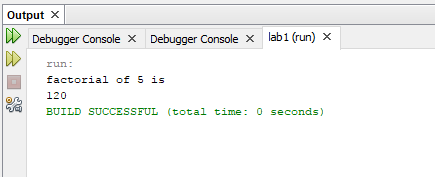 Output
Debugger Console Debugger Console lab1 (run)
run:
factorial of 5 is
120
BUILD SUCCESSFUL (total time: 0 seconds)